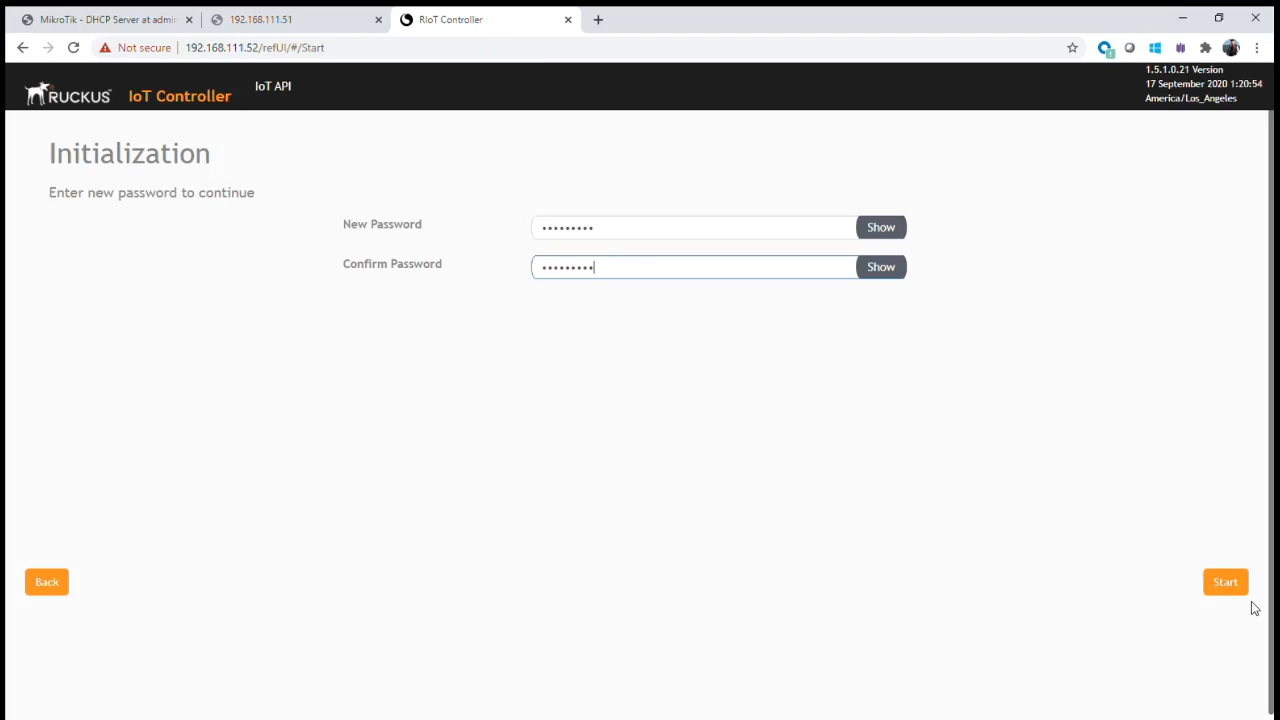 MikroTik - DHCP Server at admin
192.168.111.51
RIoT Controller
Not secure
192.168.111.52/refUI/#/Start
RUCKUS
IoT Controller
IoT API
1.5.1.0.21 Version
17 September 2020 1:20:54
America/Los_Angeles
Initialization
Enter new password to continue
New Password
•••••••••
Show
Confirm Password
•••••••••
Show
Back
Start